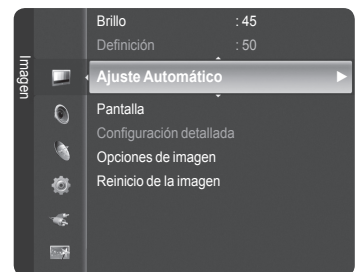 Imagen
Brillo : 45
Definición : 50
Ajuste Automático
Pantalla
Configuración detallada
Opciones de imagen
Reinicio de la imagen